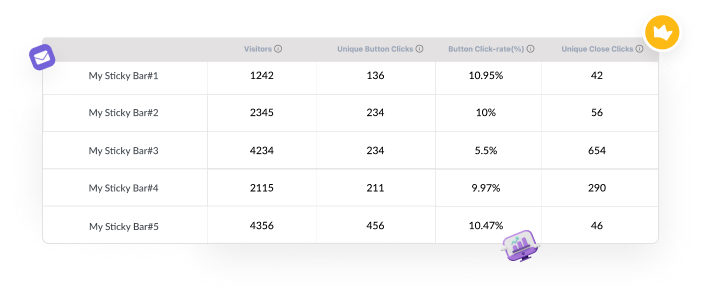 Visitors Unique Button Clicks Button Click-rate(%) Unique Close Clicks
My Sticky Bar#1 1242 136 10.95% 42
My Sticky Bar#2 2345 234 10% 56
My Sticky Bar#3 4234 234 5.5% 654
My Sticky Bar#4 2115 211 9.97% 290
My Sticky Bar#5 4356 456 10.47% 46